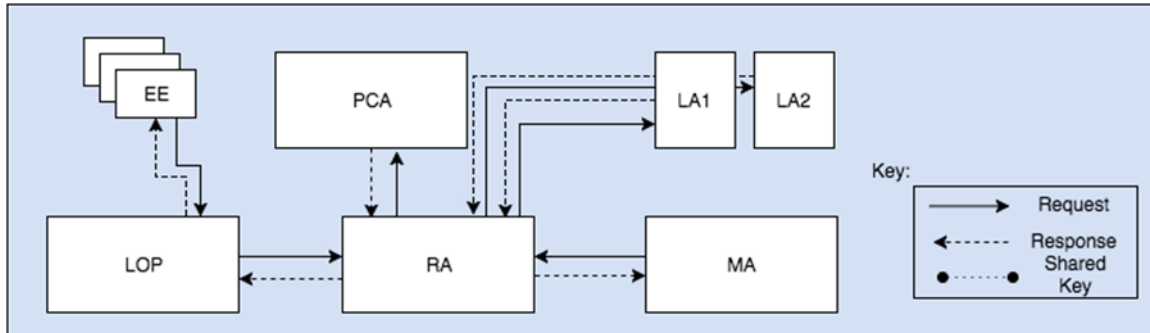 EE
PCA
LA1
LA2
Key:
Request
LOP
RA
MA
Response
Shared
Key